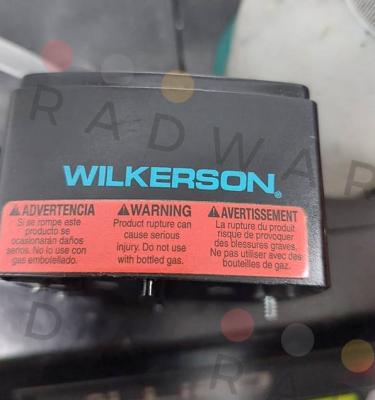 RADWAR
WILKERSON®
⚠ADVERTENCIA
Si se rompe este
producto se
ocasionarán daños
serios. No lo use con
gas embotellado.
⚠WARNING
Product rupture can
cause serious
injury. Do not use
with bottled gas.
⚠AVERTISSEMENT
La rupture du produit
risque de provoquer
des blessures graves.
Ne pas utiliser avec des
bouteilles de gaz.
RADWAR